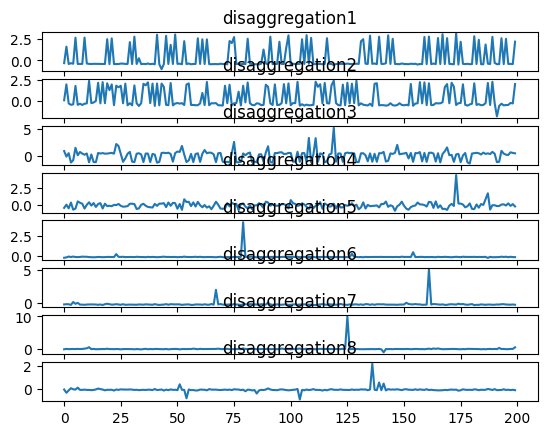 disaggregation1
2.5
0.0
disaggregation2
2.5
0.0
disaggregation3
5
0
disaggregation4
2.5
0.0
disaggregation5
2.5
0.0
disaggregation6
5
0
disaggregation7
10
0
disaggregation8
2
0
0 25 50 75 100 125 150 175 200